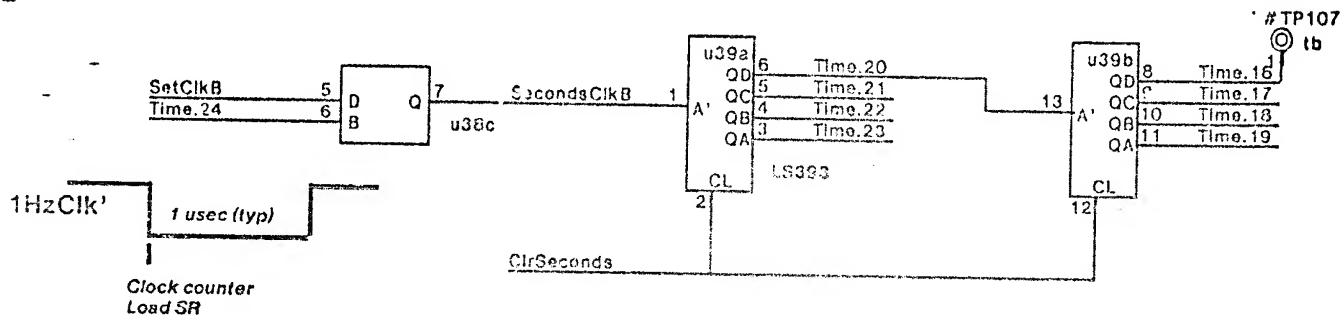 # TP107
tb
1
u39a
6 Time.20
QD
5 Time.21
QC
4 Time.22
QB
3 Time.23
QA
1 A'
CL
2
LS393
u39b
8 Time.16
QD
Time.17
QC
10 Time.18
QB
11 Time.19
QA
13 A'
CL
12
SetClkB 5 D
Q 7
Time.24 6 B
u38c
SecondsClkB
1HzClk'
1 usec (typ)
ClrSeconds
Clock counter
Load SR